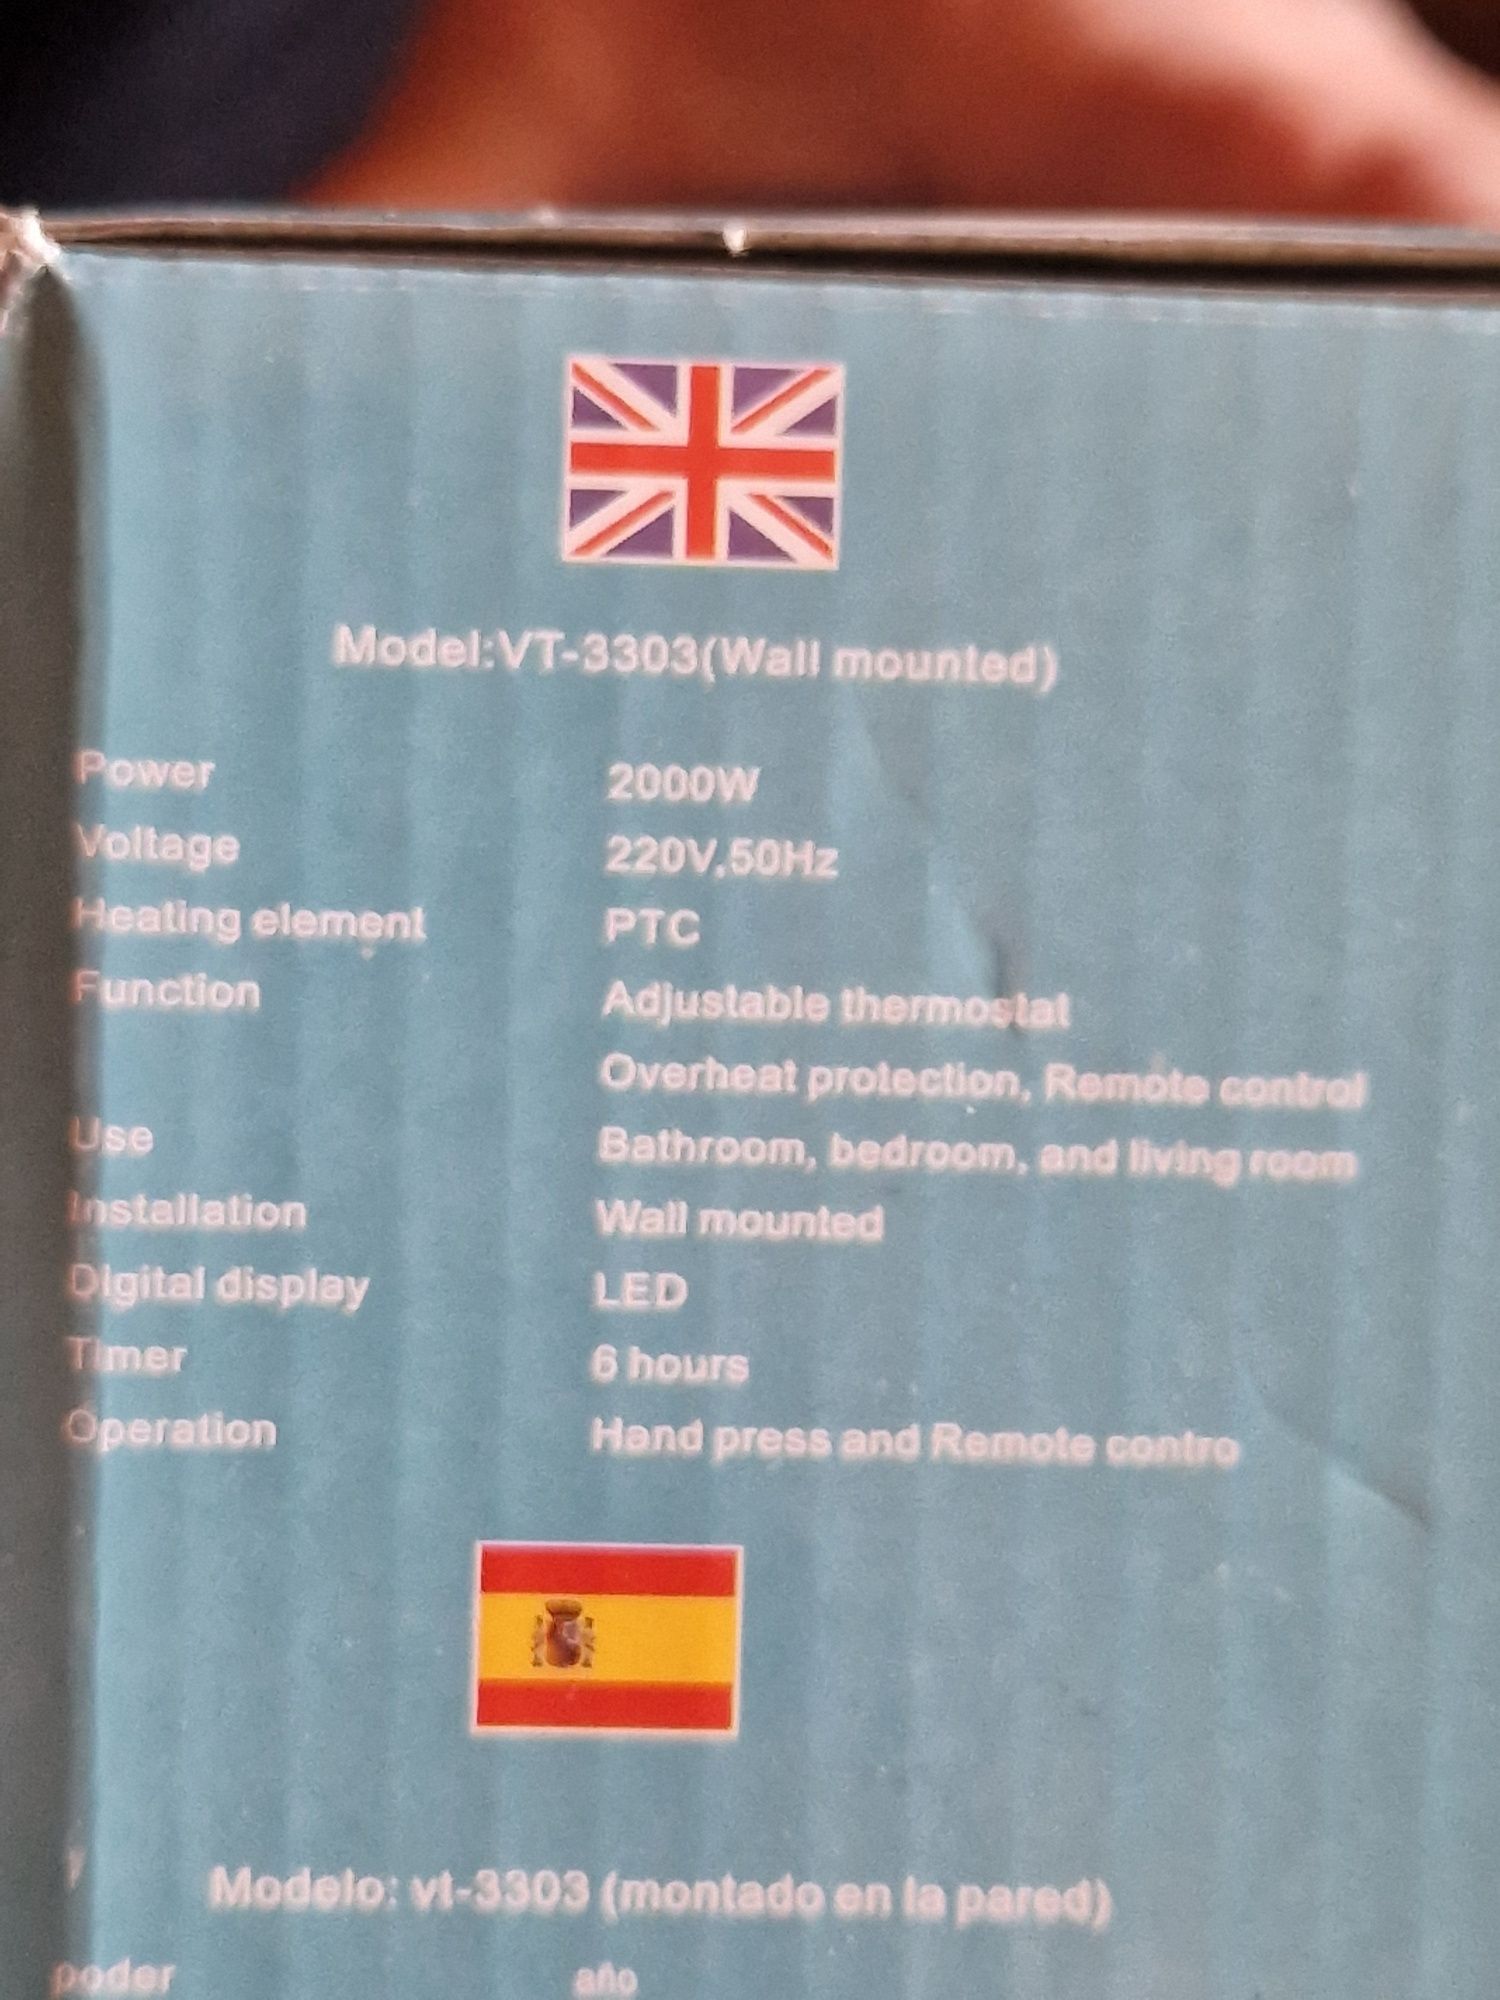 Model:VT-3303(Wall mounted)
Power 2000W
Voltage 220V,50Hz
Heating element PTC
Function Adjustable thermostat
Overheat protection, Remote control
Use Bathroom, bedroom, and living room
Installation Wall mounted
Digital display LED
Timer 6 hours
Operation Hand press and Remote contro
Modelo: vt-3303 (montado en la pared)
poder año